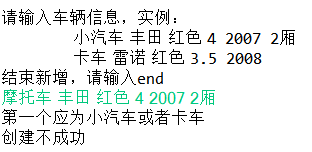 请输入车辆信息，实例：
小汽车 丰田 红色 4 2007 2厢
卡车 雷诺 红色 3.5 2008
结束新增，请输入end
摩托车 丰田 红色 4 2007 2厢
第一个应为小汽车或者卡车
创建不成功